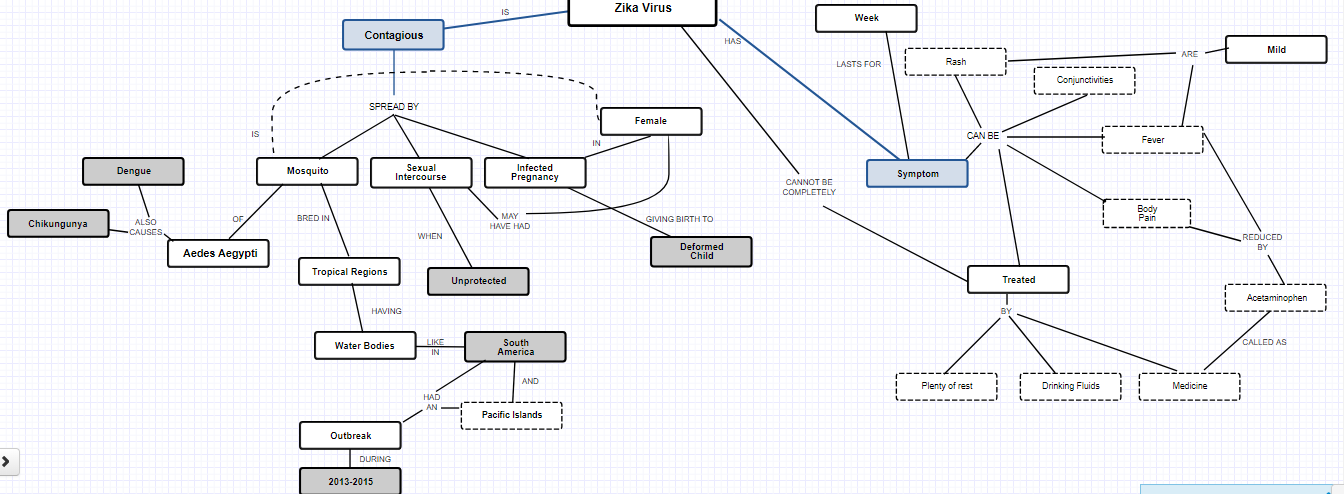 Zika Virus
IS
Week
Contagious
HAS
Mild
ARE
Rash
LASTS FOR
Conjunctivities
SPREAD BY
Female
IS
CAN BE
IN
Fever
Dengue
Mosquito
Sexual
Intercourse
Infected
Pregnancy
Symptom
CANNOT BE
COMPLETELY
Chikungunya
ALSO
CAUSES
OF
BRED IN
MAY
HAVE HAD
GIVING BIRTH TO
Body
Pain
WHEN
REDUCED
BY
Aedes Aegypti
Deformed
Child
Tropical Regions
Unprotected
Treated
Acetaminophen
HAVING
BY
Water Bodies
LIKE
IN
South
America
CALLED AS
AND
Plenty of rest
Drinking Fluids
Medicine
HAD
AN
Pacific Islands
Outbreak
DURING
2013-2015